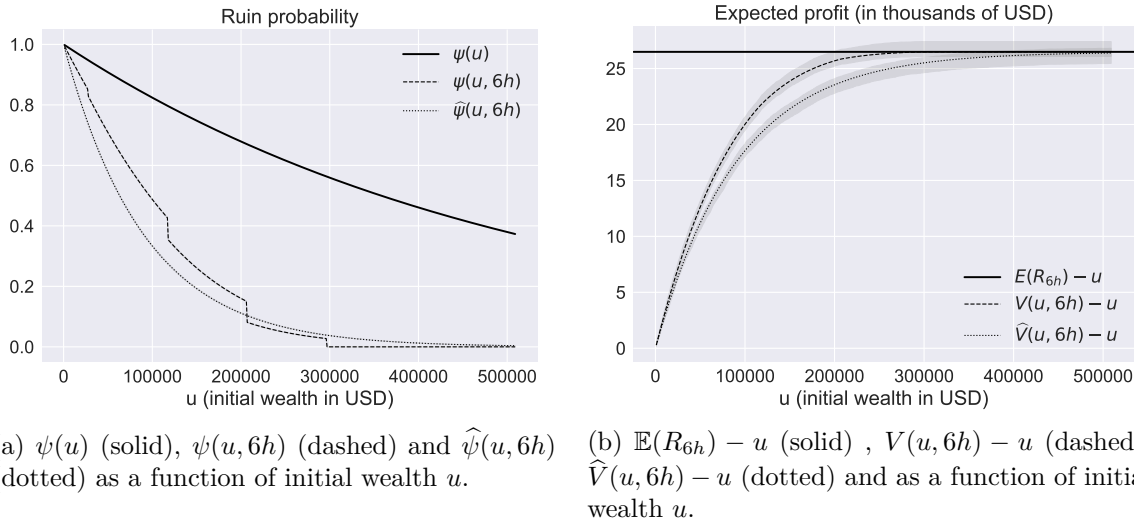 Ruin probability
1.0
0.8
0.6
0.4
0.2
0.0
ψ(u)
ψ(u, 6h)
ψ̂(u, 6h)
0 100000 200000 300000 400000 500000
u (initial wealth in USD)
a) ψ(u) (solid), ψ(u, 6h) (dashed) and ψ̂(u, 6h)
dotted) as a function of initial wealth u.
Expected profit (in thousands of USD)
25
20
15
10
5
0
E(R6h) − u
V(u, 6h) − u
V̂(u, 6h) − u
0 100000 200000 300000 400000 500000
u (initial wealth in USD)
(b) 𝔼(R6h) − u (solid) , V(u, 6h) − u (dashed
V̂(u, 6h) − u (dotted) and as a function of initia
wealth u.